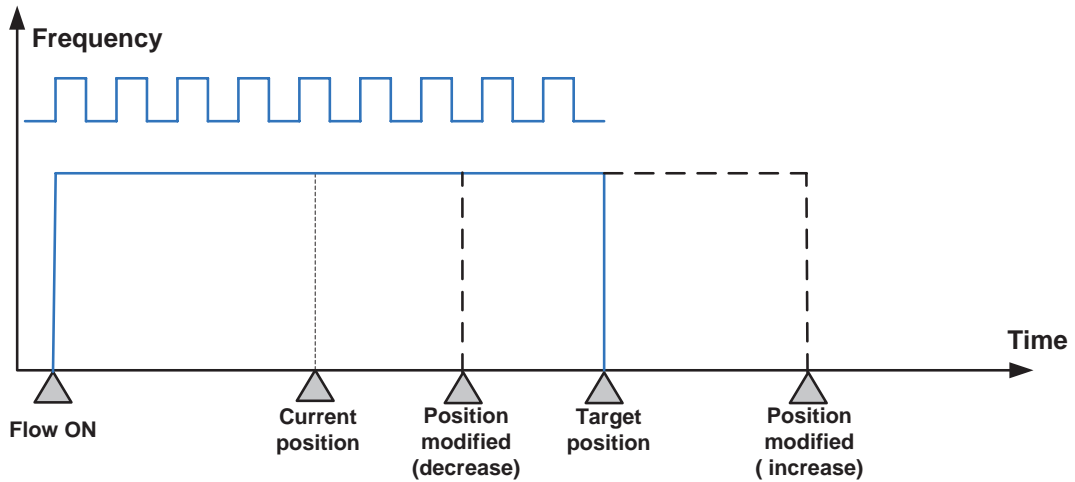 Frequency
Time
Flow ON
Current
position
Position
modified
(decrease)
Target
position
Position
modified
( increase)